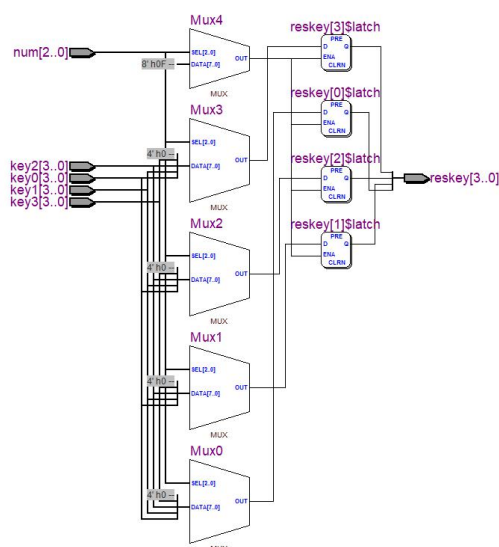 Mux4
reskey[3]$latch
num[2..0]
SEL[2..0]
8' h0F --
DATA[7..0]
OUT
MUX
PRE
D
Q
ENA
CLRN
reskey[0]$latch
PRE
D
Q
ENA
CLRN
Mux3
SEL[2..0]
4' h0 --
DATA[7..0]
OUT
MUX
key2[3..0]
key0[3..0]
key1[3..0]
key3[3..0]
reskey[2]$latch
PRE
D
Q
ENA
CLRN
reskey[3..0]
Mux2
SEL[2..0]
4' h0 --
DATA[7..0]
OUT
MUX
reskey[1]$latch
PRE
D
Q
ENA
CLRN
Mux1
SEL[2..0]
4' h0 --
DATA[7..0]
OUT
MUX
Mux0
SEL[2..0]
4' h0 --
DATA[7..0]
OUT
MUX